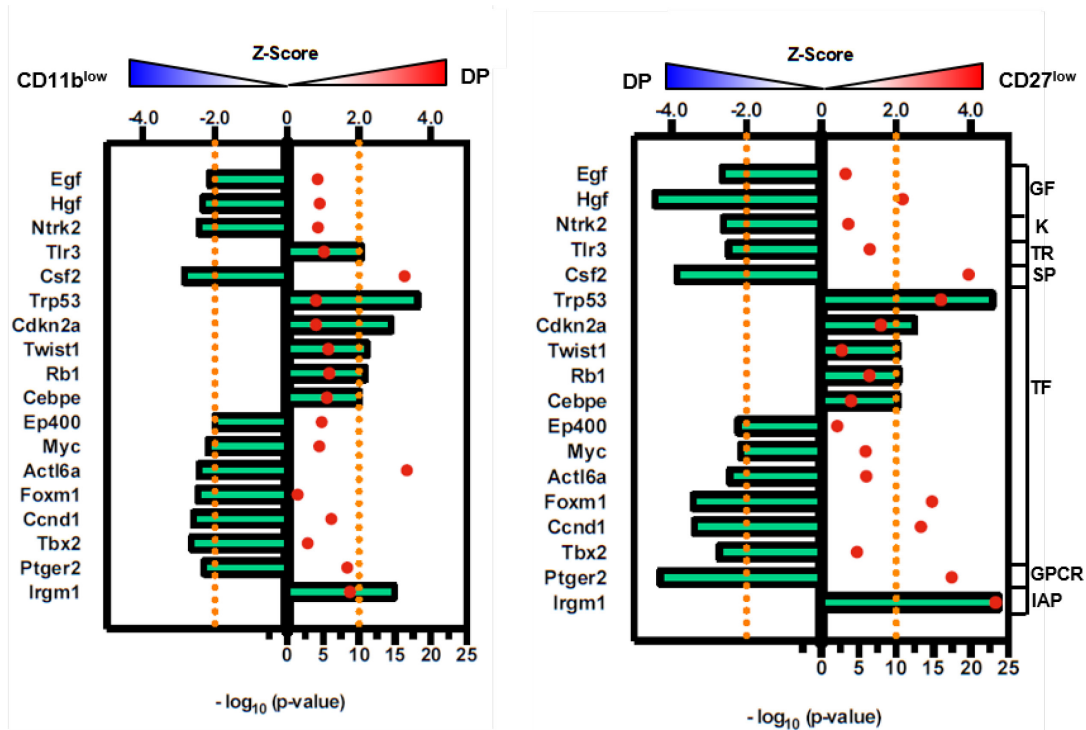 Z-Score
CD11blow
DP
-4.0 -2.0 0 2.0 4.0
Egf
Hgf
Ntrk2
Tlr3
Csf2
Trp53
Cdkn2a
Twist1
Rb1
Cebpe
Ep400
Myc
Actl6a
Foxm1
Ccnd1
Tbx2
Ptger2
Irgm1
0 5 10 15 20 25
- log10 (p-value)
Z-Score
DP
CD27low
-4.0 -2.0 0 2.0 4.0
Egf
Hgf
GF
Ntrk2 K
Tlr3 TR
Csf2 SP
Trp53
Cdkn2a
Twist1
Rb1
TF
Cebpe
Ep400
Myc
Actl6a
Foxm1
Ccnd1
Tbx2
Ptger2 GPCR
Irgm1 IAP
0 5 10 15 20 25
- log10 (p-value)